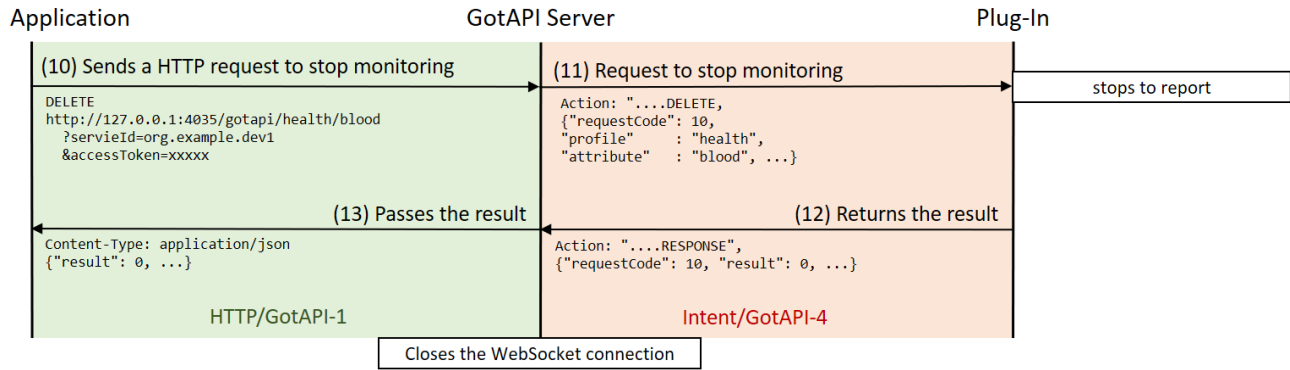 Application
GotAPI Server
Plug-In
(10) Sends a HTTP request to stop monitoring
DELETE
http://127.0.0.1:4035/gotapi/health/blood
?servieId=org.example.dev1
&accessToken=xxxxx
(11) Request to stop monitoring
Action: "....DELETE,
{"requestCode": 10,
"profile" : "health",
"attribute" : "blood", ...}
stops to report
(13) Passes the result
Content-Type: application/json
{"result": 0, ...}
(12) Returns the result
Action: "....RESPONSE",
{"requestCode": 10, "result": 0, ...}
HTTP/GotAPI-1
Intent/GotAPI-4
Closes the WebSocket connection